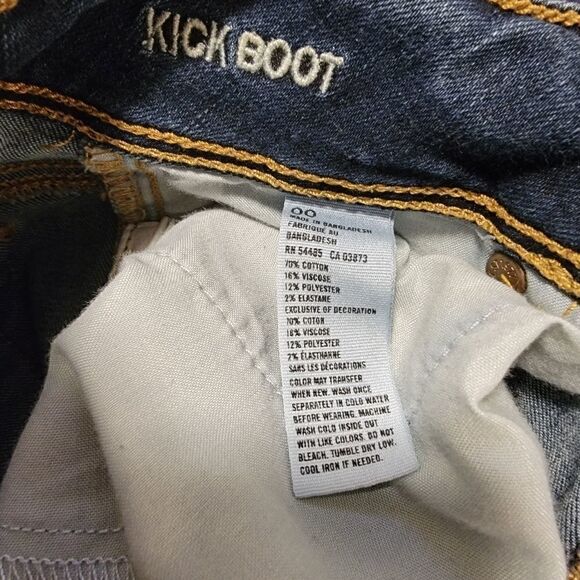 KICK BOOT
00
MADE IN BANGLADESH
FABRIQUE AU
BANGLADESH
RN 54485 CA 03873
70% COTTON
16% VISCOSE
12% POLYESTER
2% ELASTANE
EXCLUSIVE OF DECORATION
70% COTON
16% VISCOSE
12% POLYESTER
2% ÉLASTHANNE
SANS LES DÉCORATIONS
COLOR MAY TRANSFER
WHEN NEW. WASH ONCE
SEPARATELY IN COLD WATER
BEFORE WEARING. MACHINE
WASH COLD INSIDE OUT
WITH LIKE COLORS. DO NOT
BLEACH. TUMBLE DRY LOW.
COOL IRON IF NEEDED.